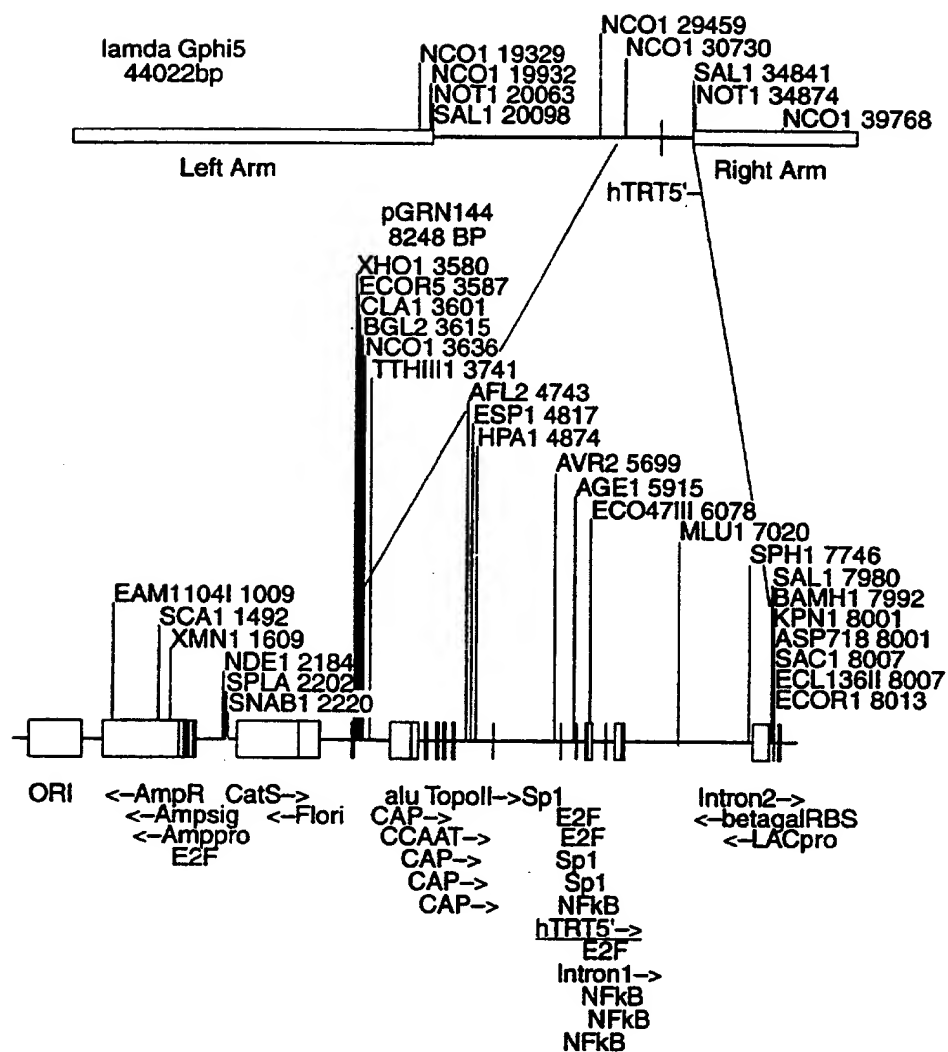 lamda Gphi5
44022bp
NCO1 19329
NCO1 19932
NOT1 20063
SAL1 20098
NCO1 29459
NCO1 30730
SAL1 34841
NOT1 34874
NCO1 39768
Left Arm
Right Arm
hTRT5'
pGRN144
8248 BP
XHO1 3580
ECOR5 3587
CLA1 3601
BGL2 3615
NCO1 3636
TTHIII1 3741
AFL2 4743
ESP1 4817
HPA1 4874
AVR2 5699
AGE1 5915
ECO47III 6078
MLU1 7020
SPH1 7746
SAL1 7980
BAMH1 7992
KPN1 8001
ASP718 8001
SAC1 8007
ECL136II 8007
ECOR1 8013
EAM1104I 1009
SCA1 1492
XMN1 1609
NDE1 2184
SPLA 2202
SNAB1 2220
ORI
<-AmpR
<-Ampsig
<-Amppro
E2F
CatS->
<-Flori
alu TopoII->Sp1
CAP->
CCAAT->
CAP->
CAP->
CAP->
E2F
E2F
Sp1
Sp1
NFkB
hTRT5'->
E2F
Intron1->
NFkB
NFkB
NFkB
Intron2->
<-betagalRBS
<-LACpro